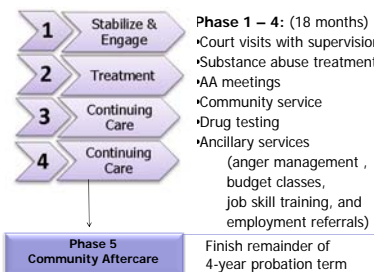 1 Stabilize &
Engage
2 Treatment
3 Continuing
Care
4 Continuing
Care
Phase 1 – 4: (18 months)
•Court visits with
•Substance abuse
•AA meetings
•Community service
•Drug testing
•Ancillary services
(anger management ,
budget classes,
job skill training, and
employment referrals)
Phase 5
Community Aftercare
Finish remainder of
4-year probation term